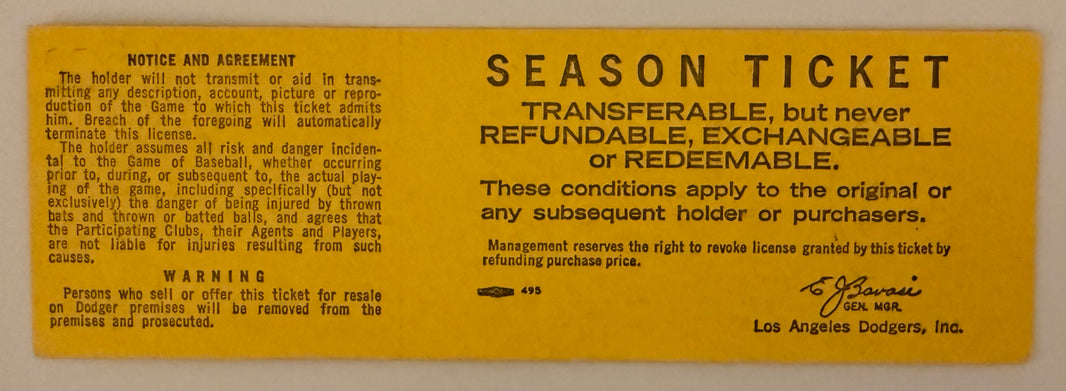 NOTICE AND AGREEMENT
The holder will not transmit or aid in trans-
mitting any description, account, picture or repro-
duction of the Game to which this ticket admits
him. Breach of the foregoing will automatically
terminate this license.
The holder assumes all risk and danger inciden-
tal to the Game of Baseball, whether occurring
prior to, during, or subsequent to, the actual play-
ing of the game, including specifically (but not
exclusively) the danger of being injured by thrown
bats and thrown or batted balls, and agrees that
the Participating Clubs, their Agents and Players,
are not liable for injuries resulting from such
causes.
WARNING
Persons who sell or offer this ticket for resale
on Dodger premises will be removed from the
premises and prosecuted.
SEASON TICKET
TRANSFERABLE, but never
REFUNDABLE, EXCHANGEABLE
or REDEEMABLE.
These conditions apply to the original or
any subsequent holder or purchasers.
Management reserves the right to revoke license granted by this ticket by
refunding purchase price.
495
E J Bavasi
GEN. MGR.
Los Angeles Dodgers, Inc.